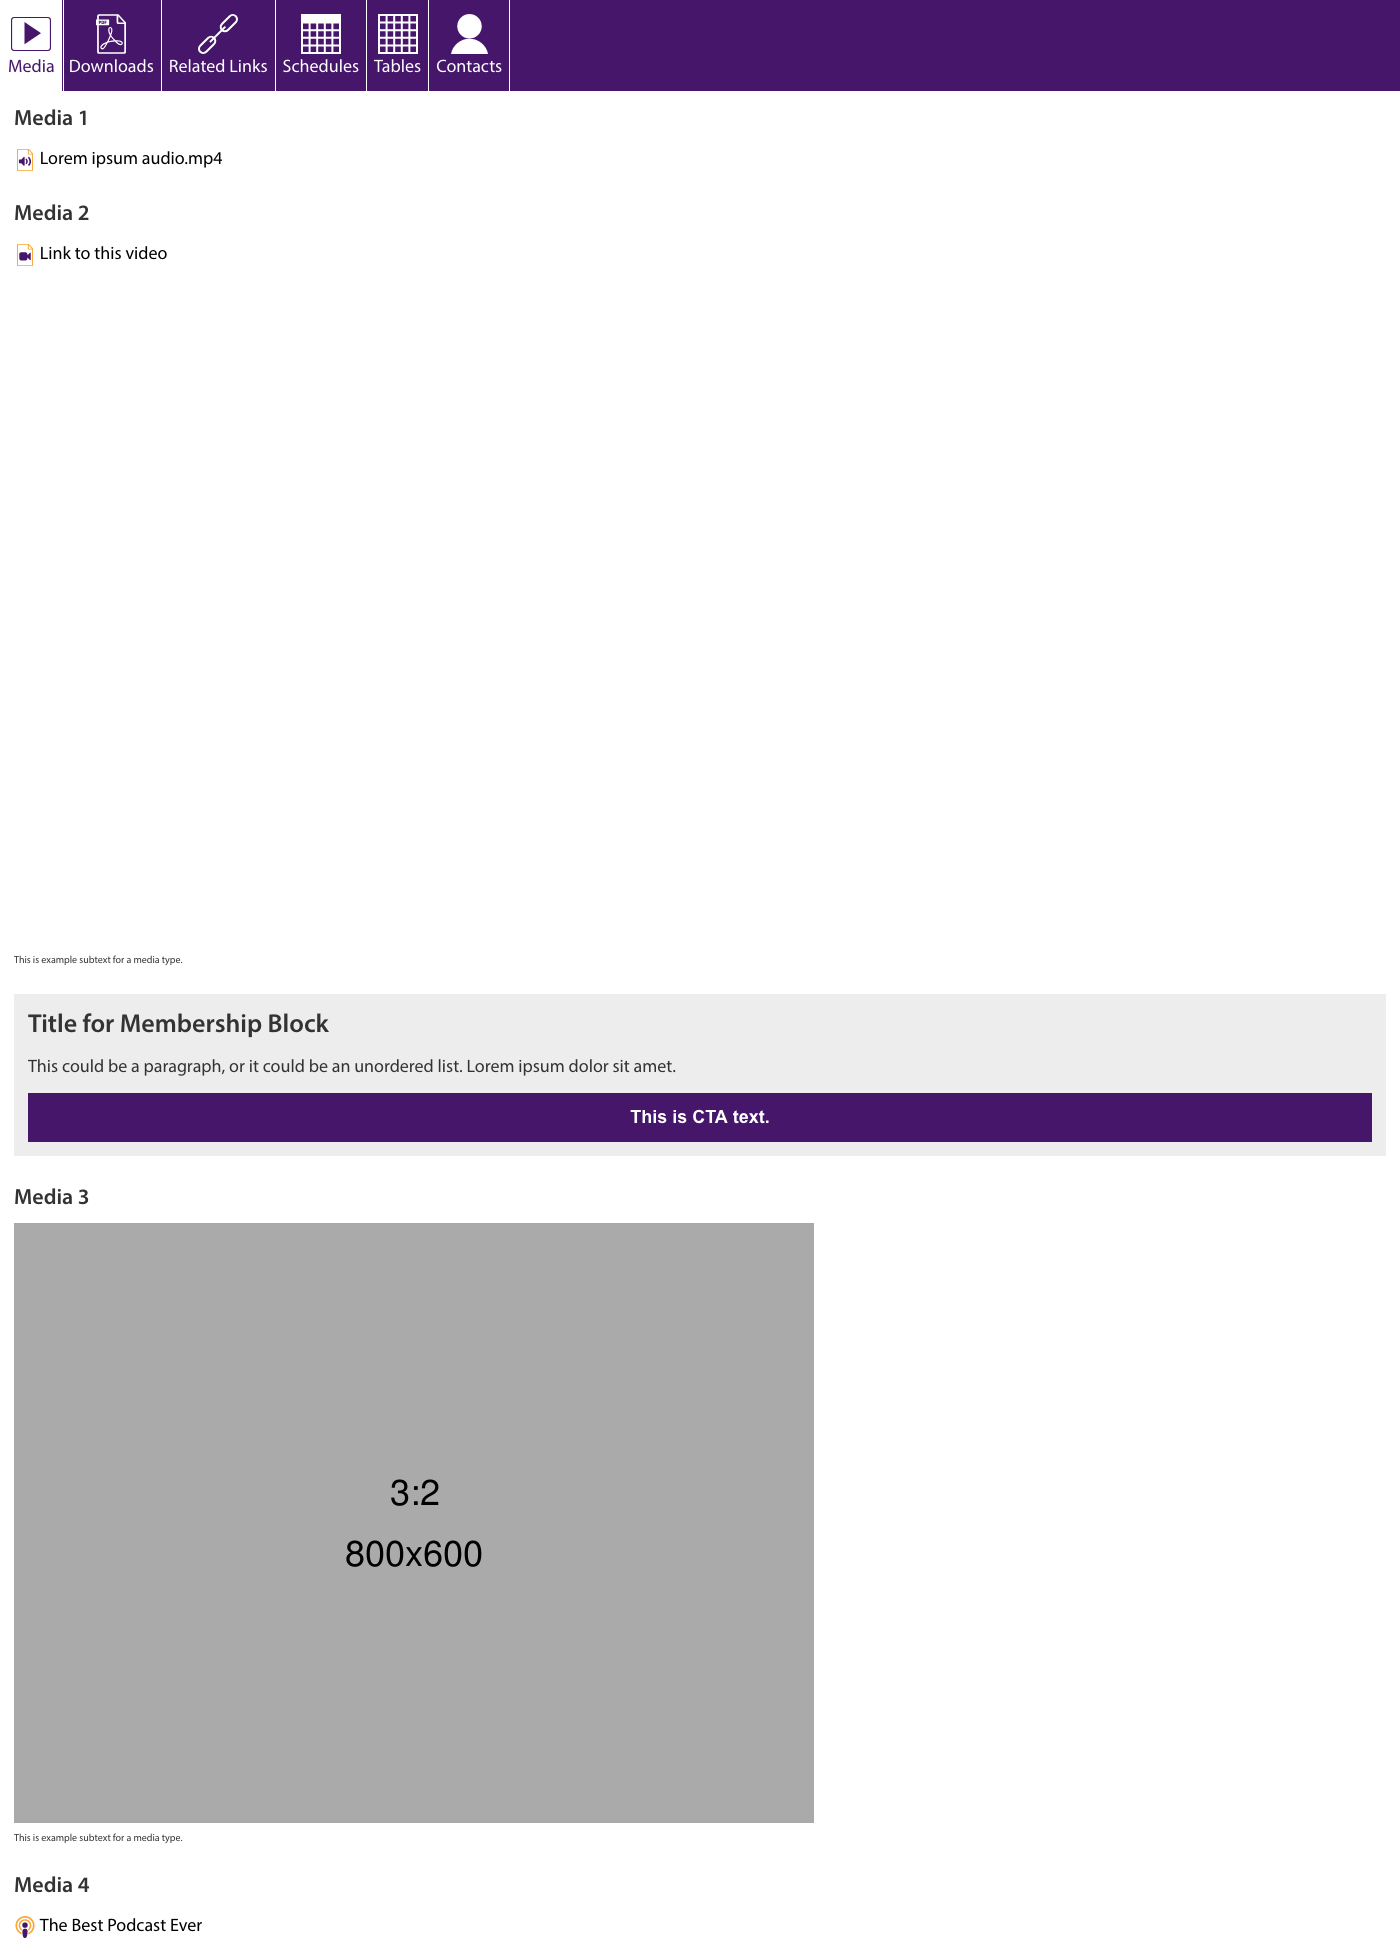 Media
Downloads
Related Links
Schedules
Tables
Contacts
Media 1
Lorem ipsum audio.mp4
Media 2
Link to this video
This is example subtext for a media type.
Title for Membership Block
This could be a paragraph, or it could be an unordered list. Lorem ipsum dolor sit amet.
This is CTA text.
Media 3
3:2
800x600
This is example subtext for a media type.
Media 4
The Best Podcast Ever